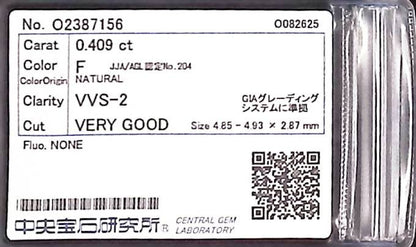 No. O2387156 O082625
Carat 0.409 ct
Color F JJA/AGL認定No.204
ColorOrigin NATURAL
Clarity VVS-2 GIAグレーディング
システムに準拠
Cut VERY GOOD Size 4.85 - 4.93 × 2.87 mm
Fluo. NONE
中央宝石研究所® CENTRAL GEM
LABORATORY